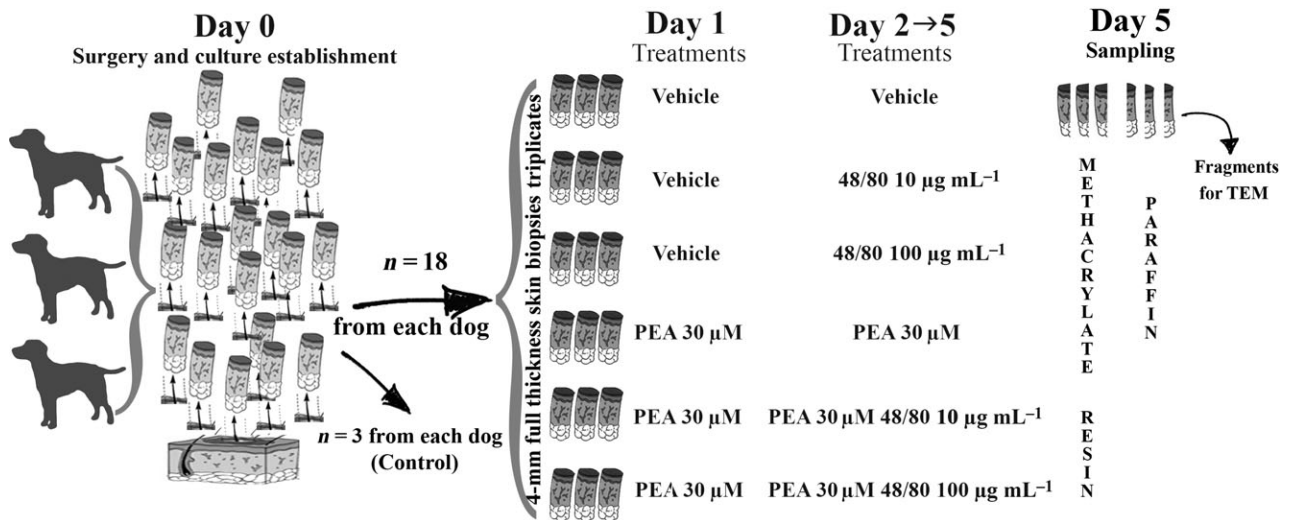 Day 0
Surgery and culture establishment
n = 18
from each dog
n = 3 from each dog
(Control)
4-mm full thickness skin biopsies triplicates
Day 1
Treatments
Day 2→5
Treatments
Day 5
Sampling
Vehicle
Vehicle
Vehicle
48/80 10 µg mL⁻¹
Vehicle
48/80 100 µg mL⁻¹
PEA 30 µM
PEA 30 µM
PEA 30 µM
PEA 30 µM 48/80 10 µg mL⁻¹
PEA 30 µM
PEA 30 µM 48/80 100 µg mL⁻¹
METHACRYLATE RESIN
PARAFFIN
Fragments
for TEM